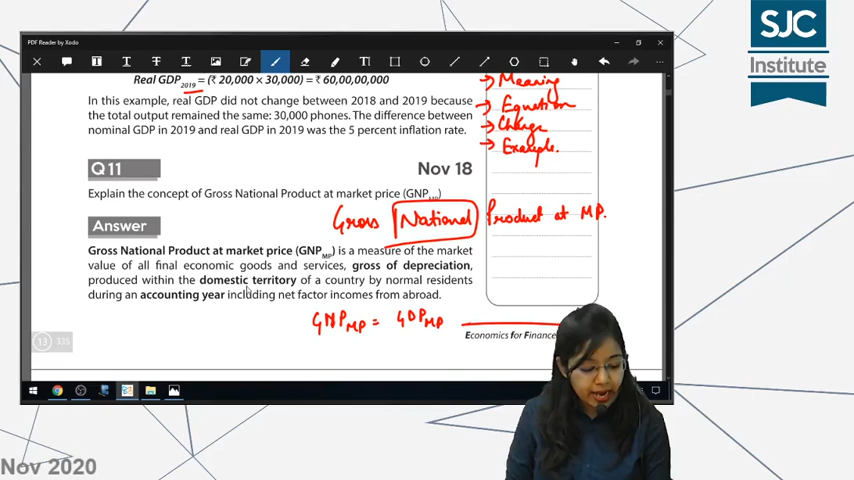 SJC
Institute
PDF Reader by Xodo
Real GDP2019 = (₹ 20,000 × 30,000) = ₹ 60,00,00,000
In this example, real GDP did not change between 2018 and 2019 because
the total output remained the same: 30,000 phones. The difference between
nominal GDP in 2019 and real GDP in 2019 was the 5 percent inflation rate.
→ Meaning
→ Equation
→ Change
→ Example.
Q11 Nov 18
Explain the concept of Gross National Product at market price (GNPMP)
Gross National Product at MP.
Answer
Gross National Product at market price (GNPMP) is a measure of the market
value of all final economic goods and services, gross of depreciation,
produced within the domestic territory of a country by normal residents
during an accounting year including net factor incomes from abroad.
GNPMP = GDPMP
Economics for Finance
13 335
Nov 2020